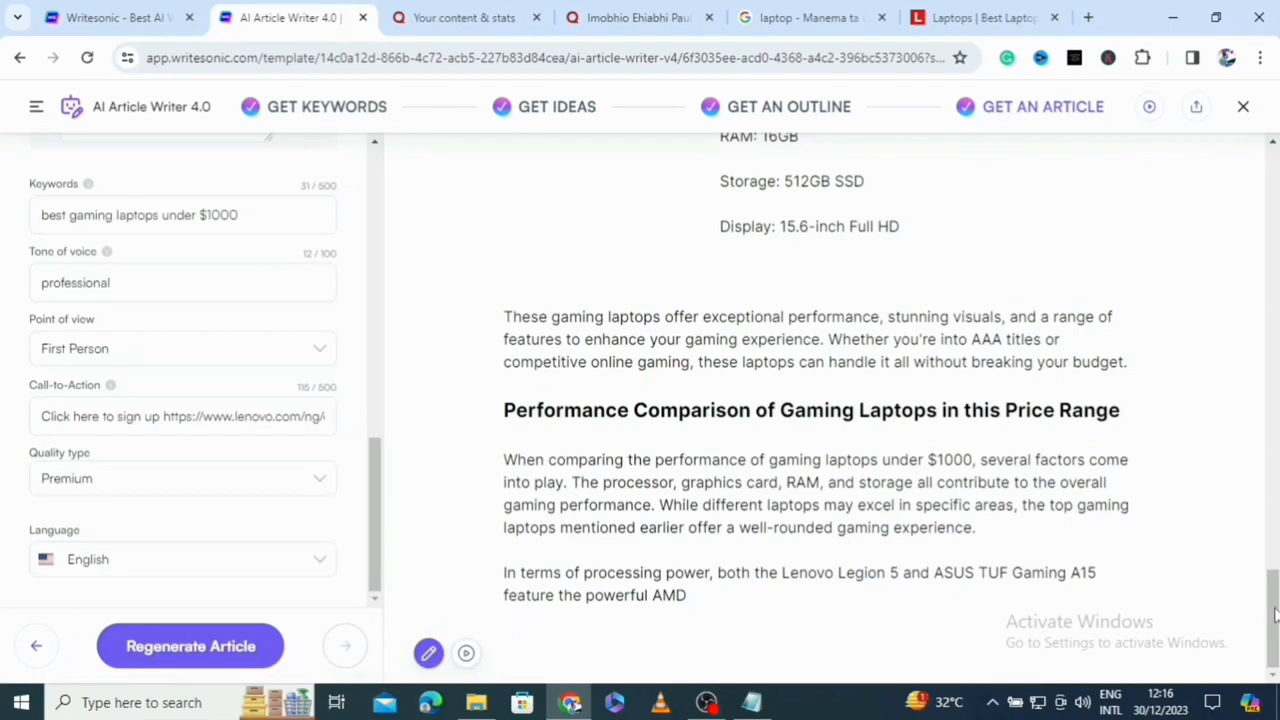 Writesonic - Best AI W
AI Article Writer 4.0 |
Your content & stats
Imobhio Ehiabhi Pau
laptop - Manema ta
Laptops | Best Lapto
app.writesonic.com/template/14c0a12d-866b-4c72-acb5-227b83d84cea/ai-article-writer-v4/6f3035ee-acd0-4368-a4c2-396bc5373006?s...
AI Article Writer 4.0
GET KEYWORDS
GET IDEAS
GET AN OUTLINE
GET AN ARTICLE
Keywords
31 / 500
best gaming laptops under $1000
Tone of voice
12 / 100
professional
Point of view
First Person
Call-to-Action
115 / 500
Click here to sign up https://www.lenovo.com/ng/
Quality type
Premium
Language
English
Regenerate Article
RAM: 16GB
Storage: 512GB SSD
Display: 15.6-inch Full HD
These gaming laptops offer exceptional performance, stunning visuals, and a range of
features to enhance your gaming experience. Whether you're into AAA titles or
competitive online gaming, these laptops can handle it all without breaking your budget.
Performance Comparison of Gaming Laptops in this Price Range
When comparing the performance of gaming laptops under $1000, several factors come
into play. The processor, graphics card, RAM, and storage all contribute to the overall
gaming performance. While different laptops may excel in specific areas, the top gaming
laptops mentioned earlier offer a well-rounded gaming experience.
In terms of processing power, both the Lenovo Legion 5 and ASUS TUF Gaming A15
feature the powerful AMD
Activate Windows
Go to Settings to activate Windows.
Type here to search
32°C
ENG
INTL
12:16
30/12/2023